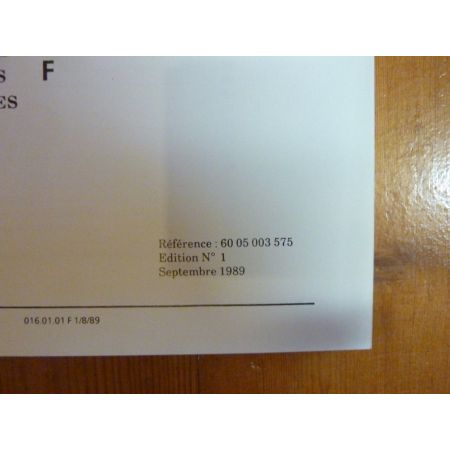 S F
ES
Référence : 60 05 003 575
Edition N° 1
Septembre 1989
016.01.01 F 1/8/89